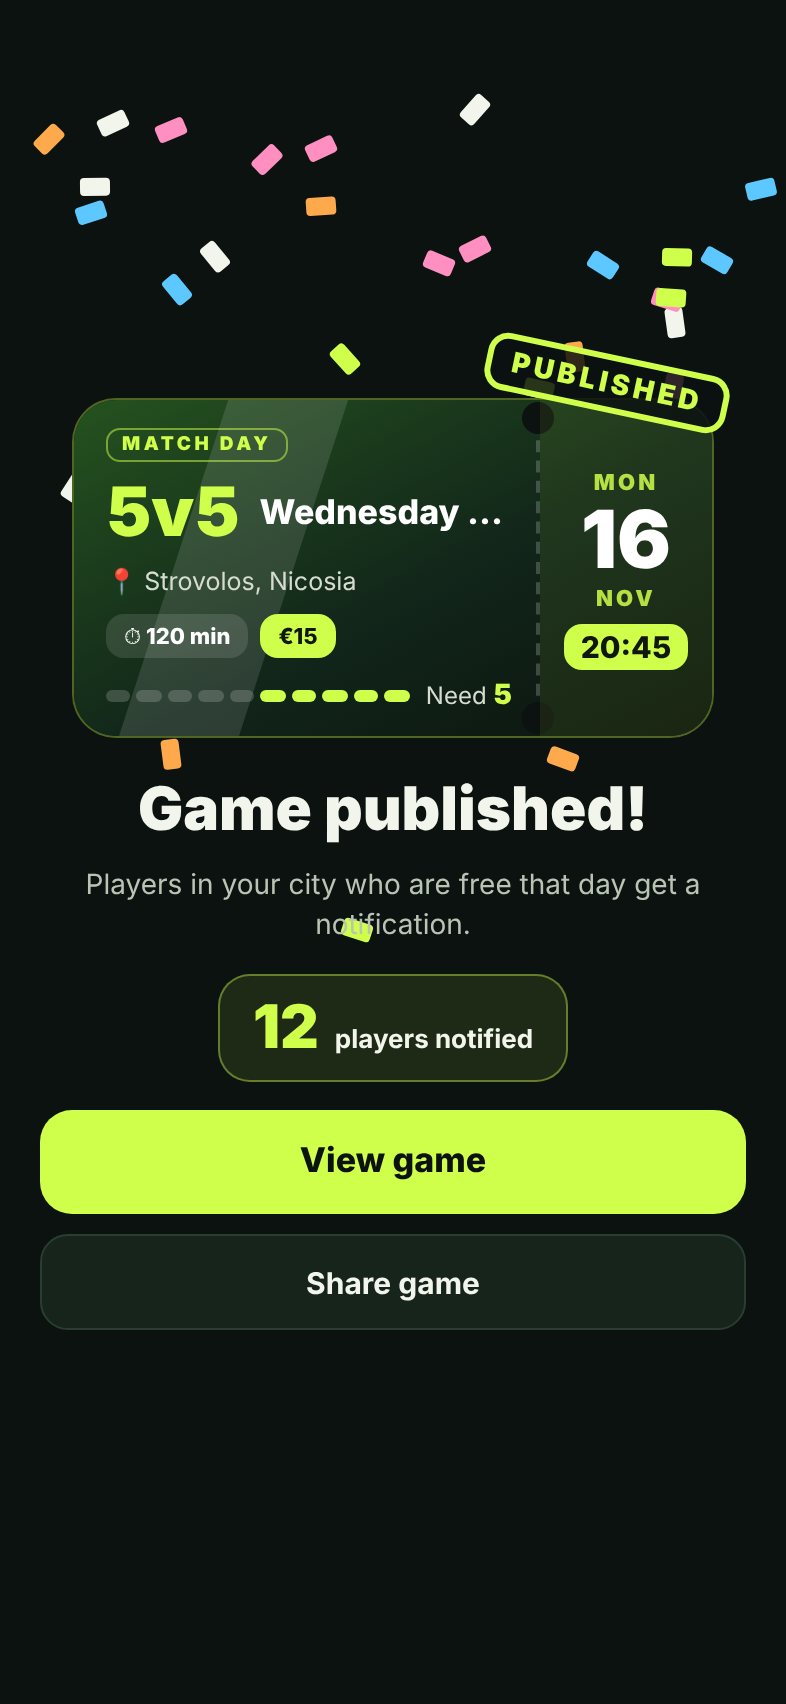 PUBLISHED
MATCH DAY
5v5 Wednesday ...
📍 Strovolos, Nicosia
⏱ 120 min €15
Need 5
MON
16
NOV
20:45
Game published!
Players in your city who are free that day get a
notification.
12 players notified
View game
Share game